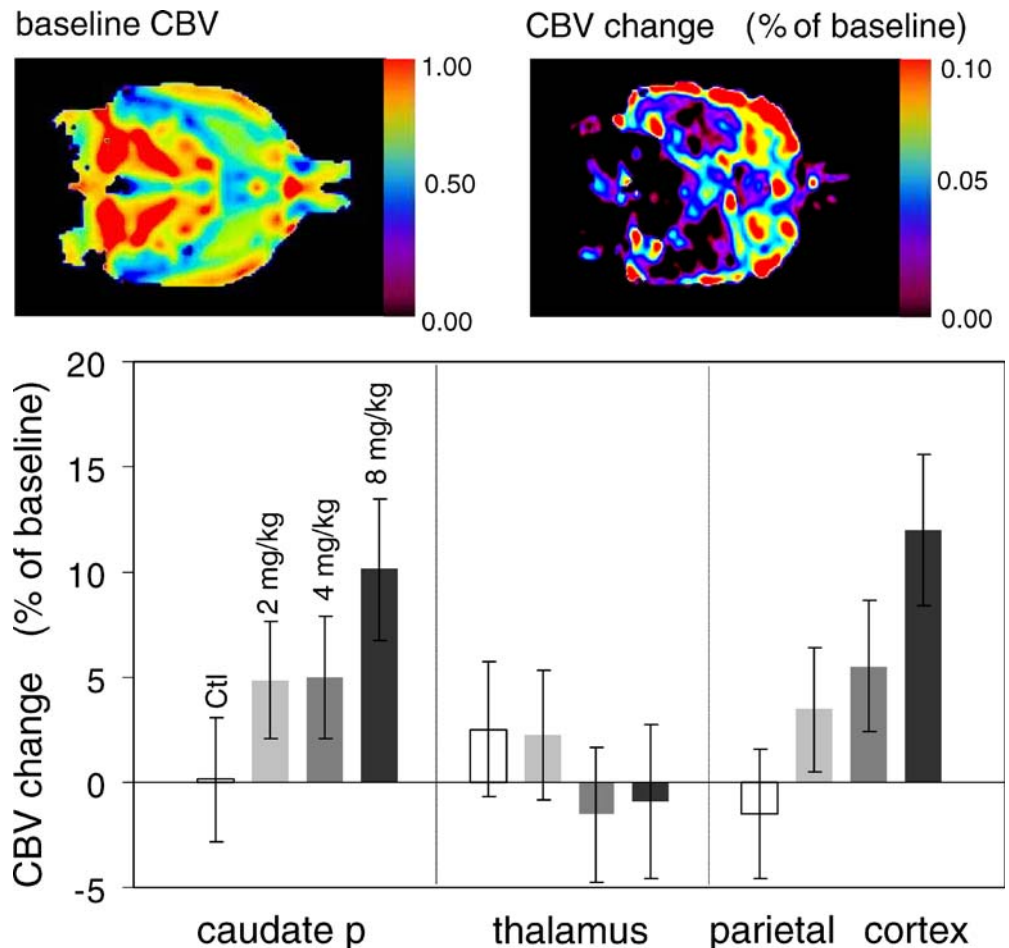 baseline CBV
CBV change (% of baseline)
1.00
0.50
0.00
0.10
0.05
0.00
CBV change (% of baseline)
20
15
10
5
0
-5
Ctl
2 mg/kg
4 mg/kg
8 mg/kg
caudate p
thalamus
parietal cortex